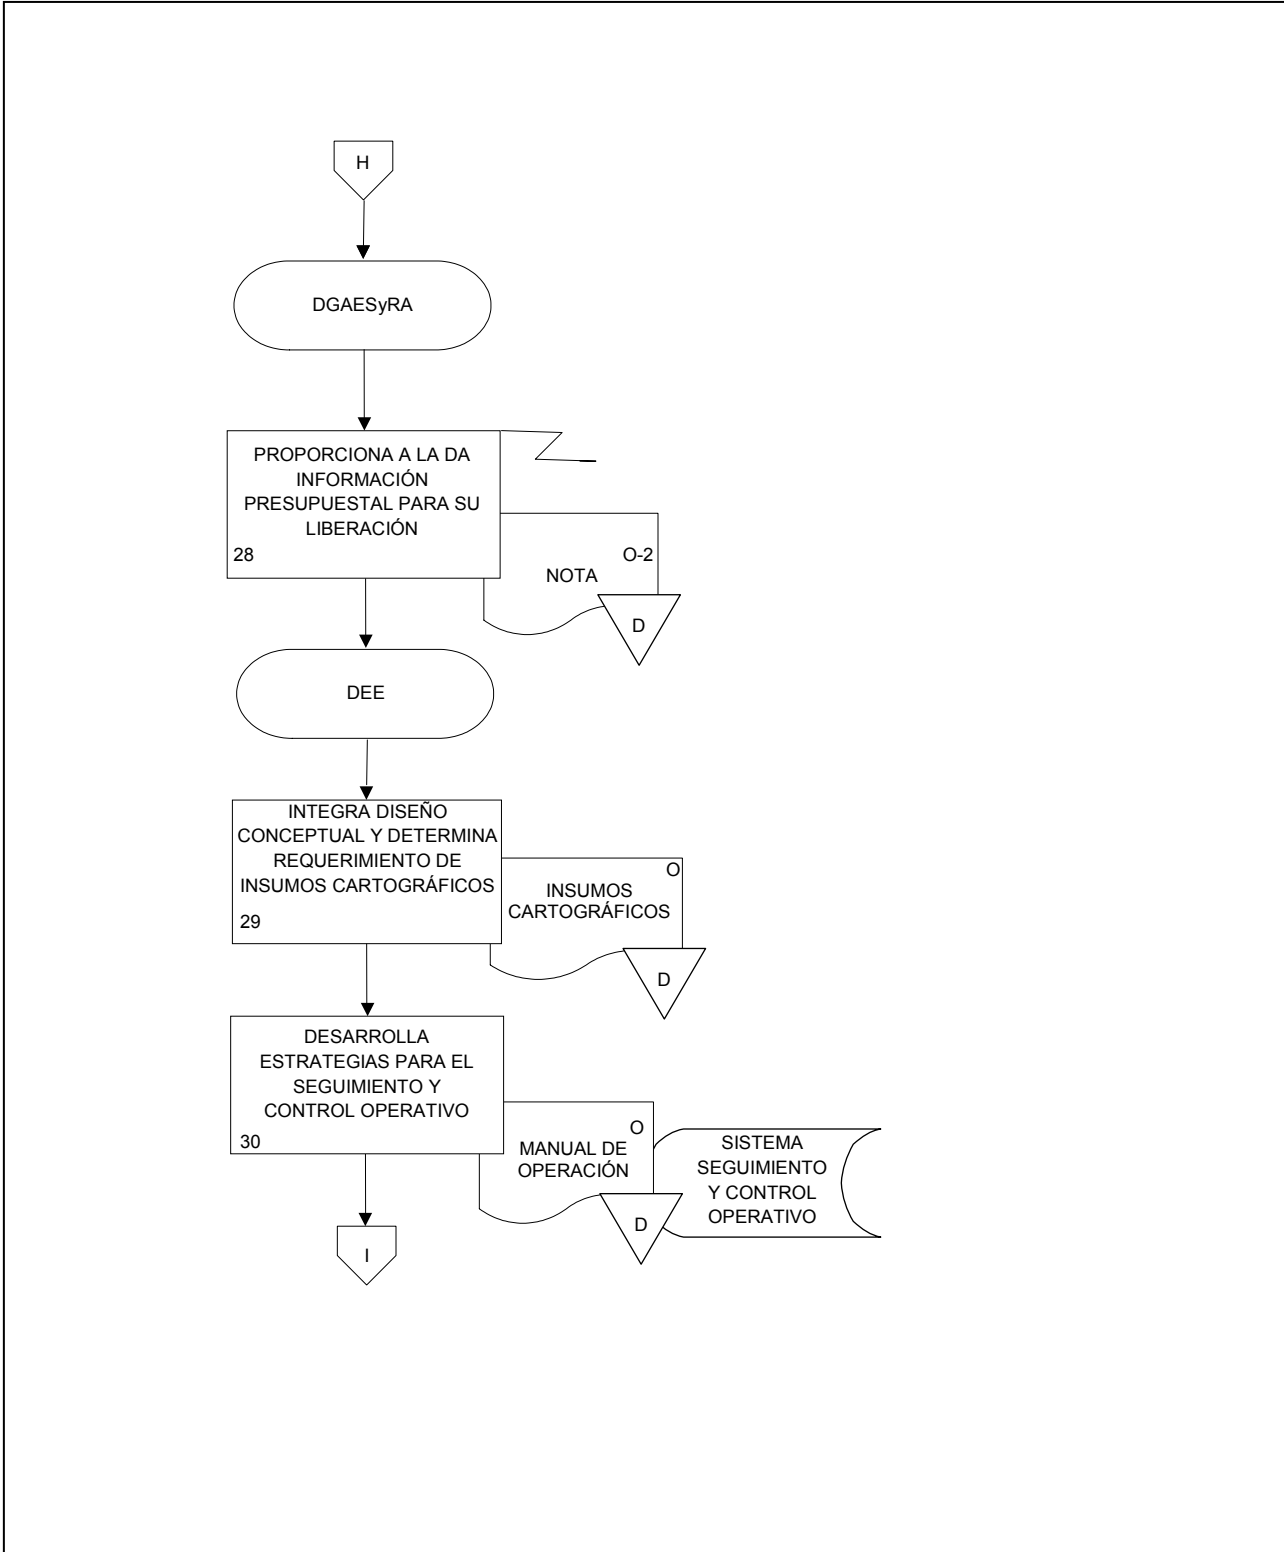 H
DGAESyRA
PROPORCIONA A LA DA
INFORMACIÓN
PRESUPUESTAL PARA SU
LIBERACIÓN
28
O-2
NOTA
D
DEE
INTEGRA DISEÑO
CONCEPTUAL Y DETERMINA
REQUERIMIENTO DE
INSUMOS CARTOGRÁFICOS
29
O
INSUMOS
CARTOGRÁFICOS
D
DESARROLLA
ESTRATEGIAS PARA EL
SEGUIMIENTO Y
CONTROL OPERATIVO
30
O
MANUAL DE
OPERACIÓN
D
SISTEMA
SEGUIMIENTO
Y CONTROL
OPERATIVO
I